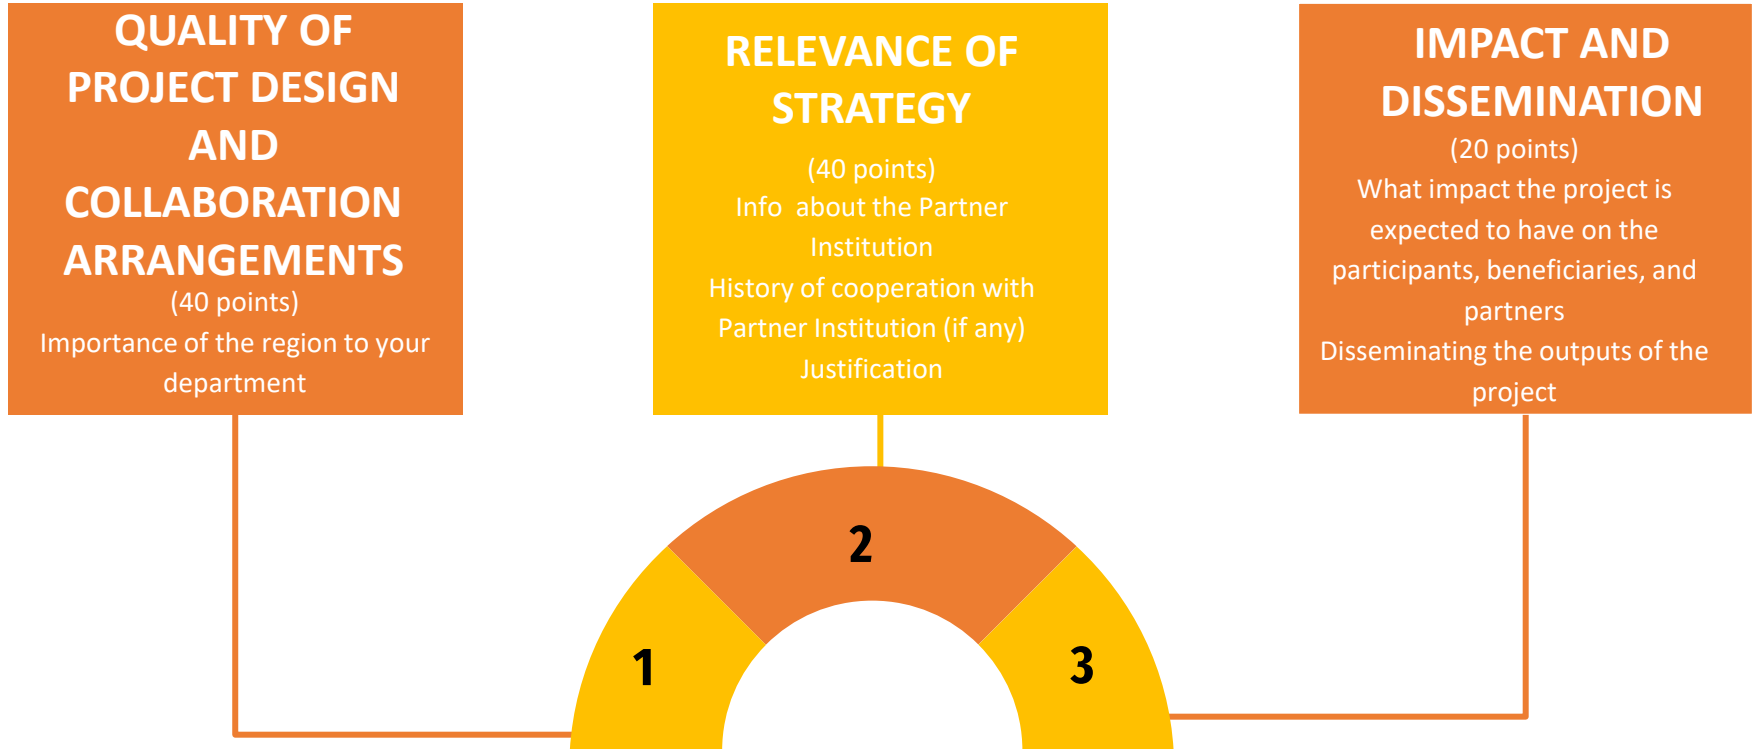 QUALITY OF
PROJECT DESIGN
AND
COLLABORATION
ARRANGEMENTS
(40 points)
Importance of the region to your
department
RELEVANCE OF
STRATEGY
(40 points)
Info  about the Partner
Institution
History of cooperation with
Partner Institution (if any)
Justification
IMPACT AND
DISSEMINATION
(20 points)
What impact the project is
expected to have on the
participants, beneficiaries, and
partners
Disseminating the outputs of the
project
1
2
3